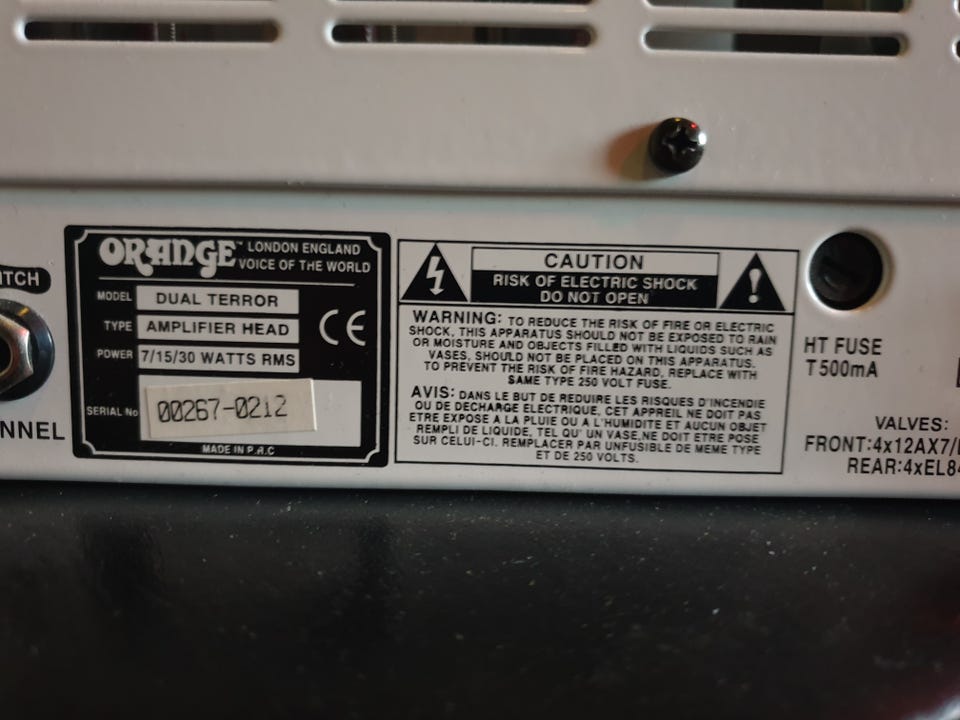 ITCH
NNEL
ORANGE™ LONDON ENGLAND
VOICE OF THE WORLD
MODEL DUAL TERROR
TYPE AMPLIFIER HEAD
POWER 7/15/30 WATTS RMS
CE
SERIAL No 00267-0212
MADE IN P.R.C
CAUTION
RISK OF ELECTRIC SHOCK
DO NOT OPEN
WARNING: TO REDUCE THE RISK OF FIRE OR ELECTRIC
SHOCK, THIS APPARATUS SHOULD NOT BE EXPOSED TO RAIN
OR MOISTURE AND OBJECTS FILLED WITH LIQUIDS SUCH AS
VASES, SHOULD NOT BE PLACED ON THIS APPARATUS.
TO PREVENT THE RISK OF FIRE HAZARD, REPLACE WITH
SAME TYPE 250 VOLT FUSE.
AVIS: DANS LE BUT DE REDUIRE LES RISQUES D'INCENDIE
OU DE DECHARGE ELECTRIQUE, CET APPREIL NE DOIT PAS
ETRE EXPOSE A LA PLUIE OU A L'HUMIDITE ET AUCUN OBJET
REMPLI DE LIQUIDE, TEL QU' UN VASE,NE DOIT ETRE POSE
SUR CELUI-CI. REMPLACER PAR UNFUSIBLE DE MEME TYPE
ET DE 250 VOLTS.
HT FUSE
T500mA
VALVES:
FRONT:4x12AX7/
REAR:4xEL84